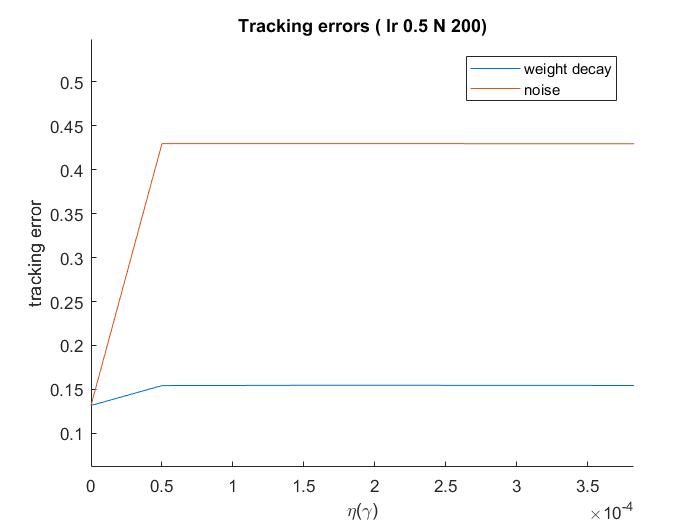 Tracking errors ( lr 0.5 N 200)
weight decay
noise
tracking error
0.5
0.45
0.4
0.35
0.3
0.25
0.2
0.15
0.1
0 0.5 1 1.5 2 2.5 3 3.5
η(γ)
×10⁻⁴